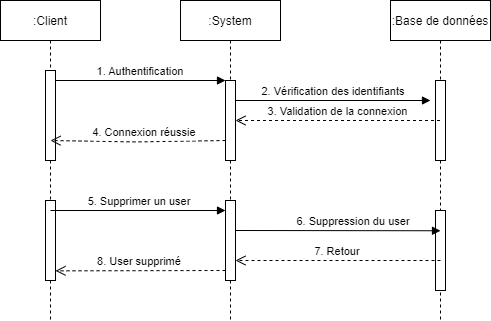 :Client
:System
:Base de données
1. Authentification
2. Vérification des identifiants
3. Validation de la connexion
4. Connexion réussie
5. Supprimer un user
6. Suppression du user
7. Retour
8. User supprimé